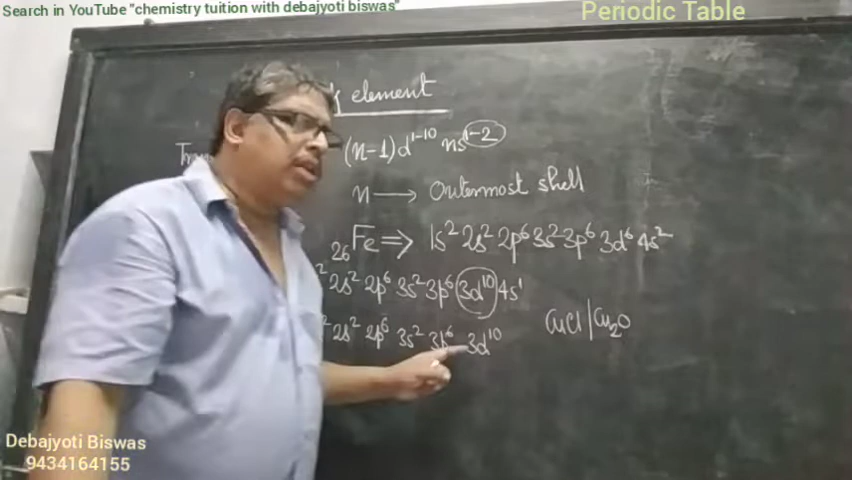 Search in YouTube "chemistry tuition with debajyoti biswas"
Periodic Table
element
(n-1)d¹⁻¹⁰ ns¹⁻²
n → Outermost shell
₂₆Fe ⇒ 1s² 2s² 2p⁶ 3s² 3p⁶ 3d⁶ 4s²
² 2s² 2p⁶ 3s² 3p⁶ 3d¹⁰ 4s¹
² 2s² 2p⁶ 3s² 3p⁶ 3d¹⁰
CuCl/Cu₂O
Debajyoti Biswas
9434164155